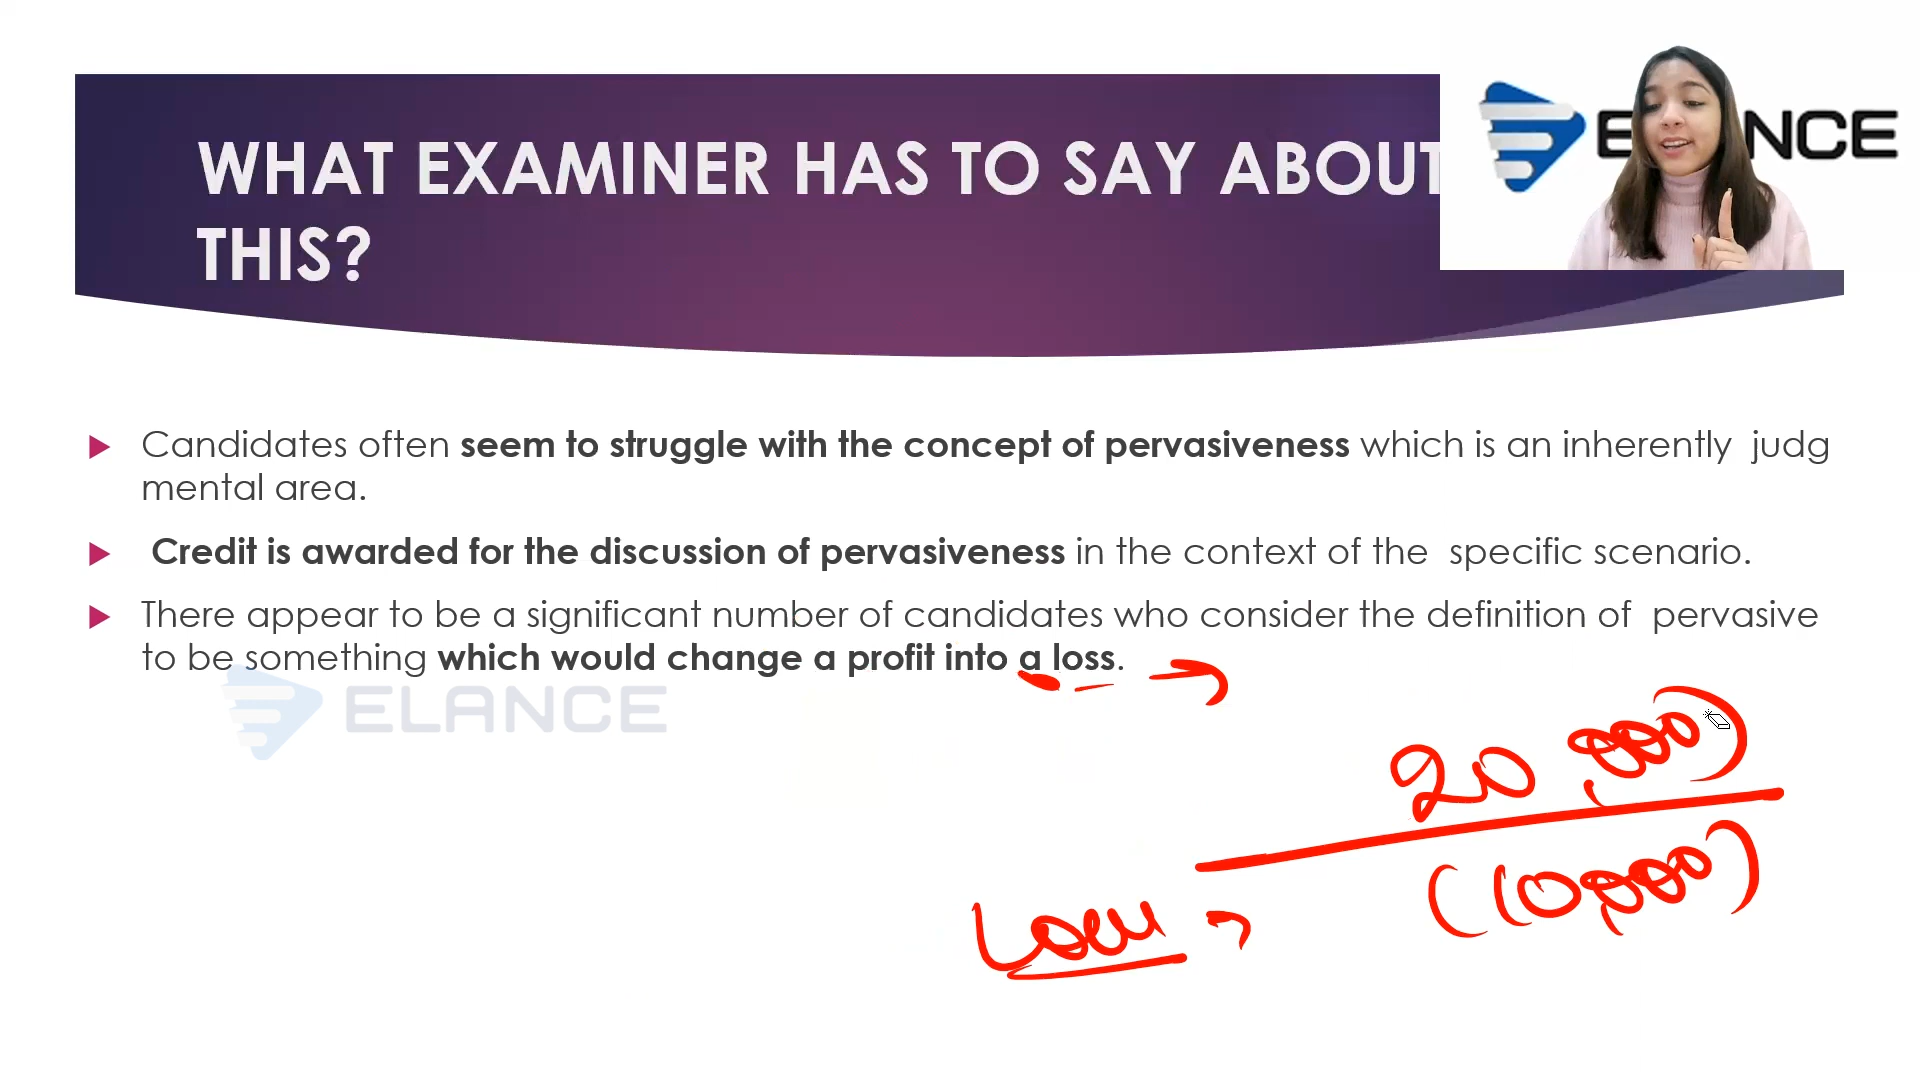 WHAT EXAMINER HAS TO SAY ABOUT
THIS?
E NCE
Candidates often seem to struggle with the concept of pervasiveness which is an inherently judg
mental area.
Credit is awarded for the discussion of pervasiveness in the context of the specific scenario.
There appear to be a significant number of candidates who consider the definition of pervasive
to be something which would change a profit into a loss.
ELANCE
20,000)
(10,000)
Loss